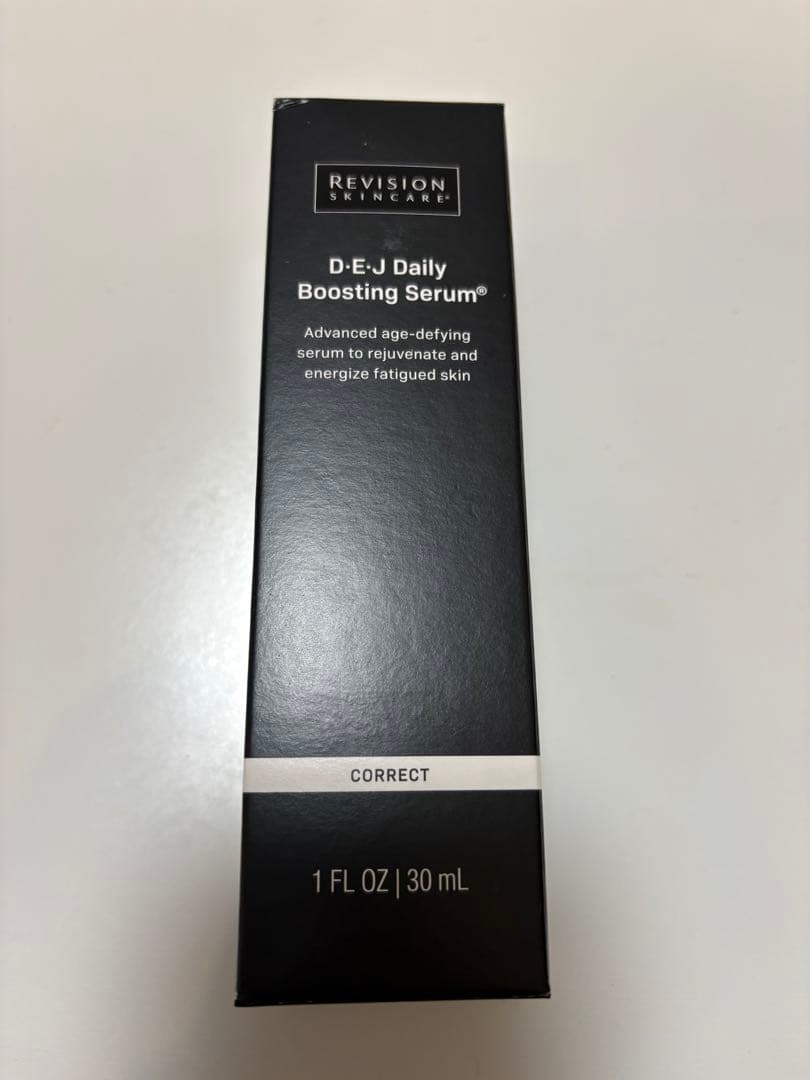 REVISION
SKINCARE®
D·E·J Daily
Boosting Serum®
Advanced age-defying
serum to rejuvenate and
energize fatigued skin
CORRECT
1 FL OZ | 30 mL